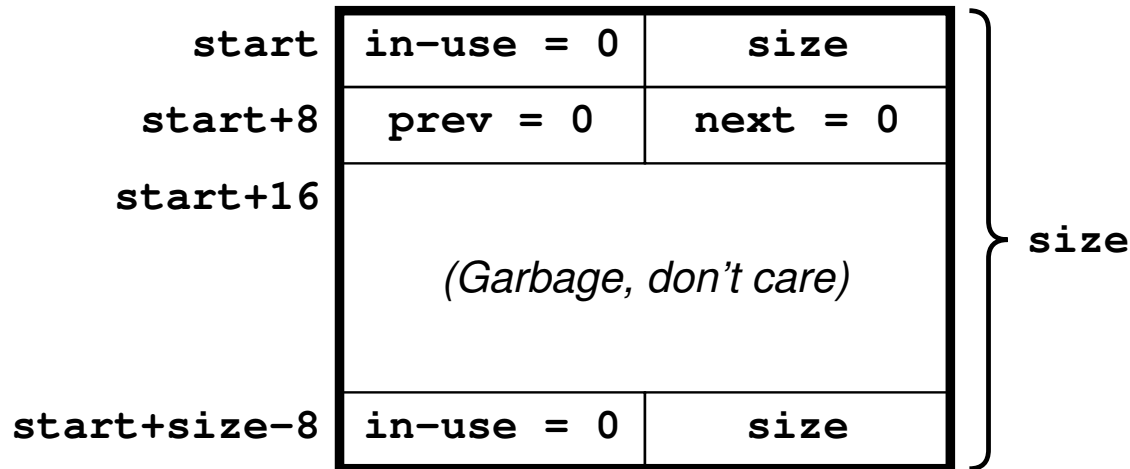 start in-use = 0 size
start+8 prev = 0 next = 0
start+16
size
(Garbage, don't care)
start+size-8 in-use = 0 size